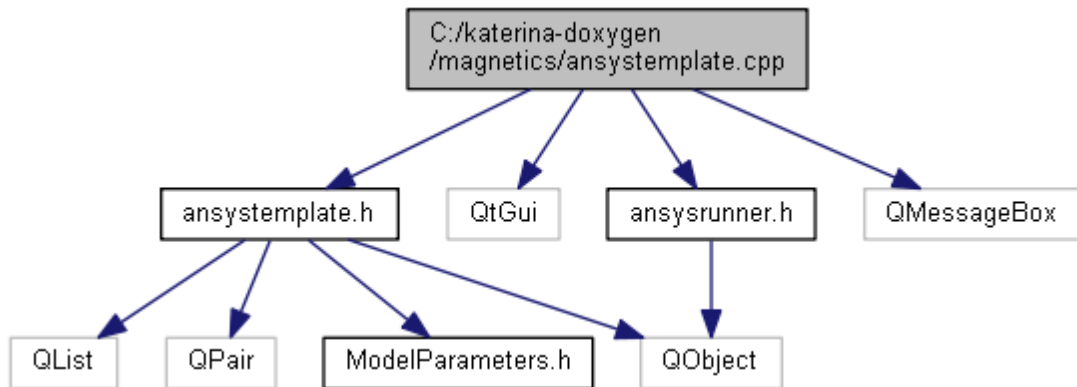 C:/katerina-doxygen
/magnetics/ansystemplate.cpp
ansystemplate.h
QtGui
ansysrunner.h
QMessageBox
QList
QPair
ModelParameters.h
QObject